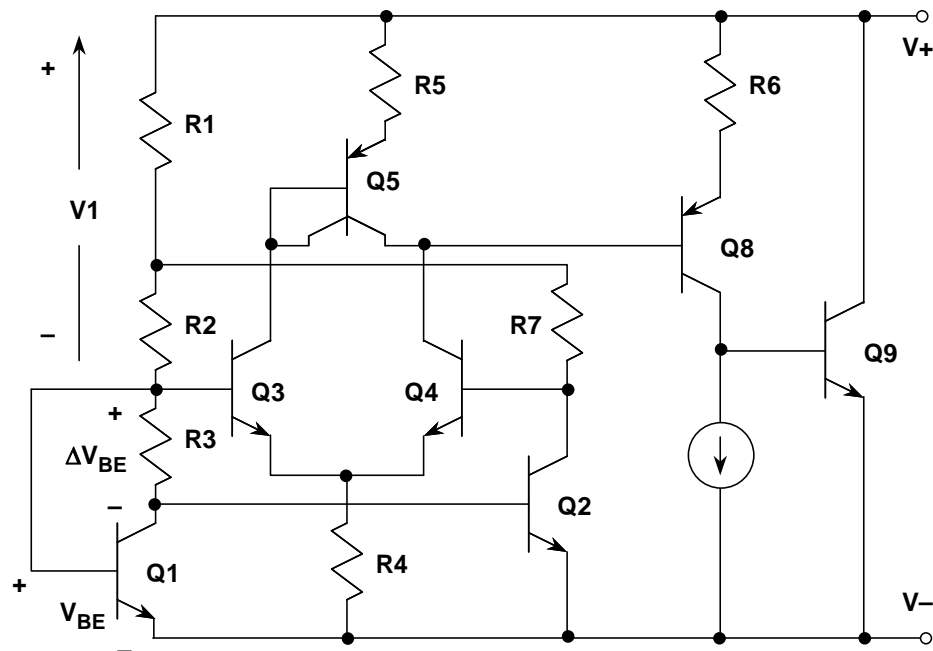 V+
R5
R6
+
R1
Q5
V1
Q8
R2
R7
–
Q9
Q3
Q4
+
R3
ΔVBE
–
Q2
R4
Q1
+
VBE
V–
–